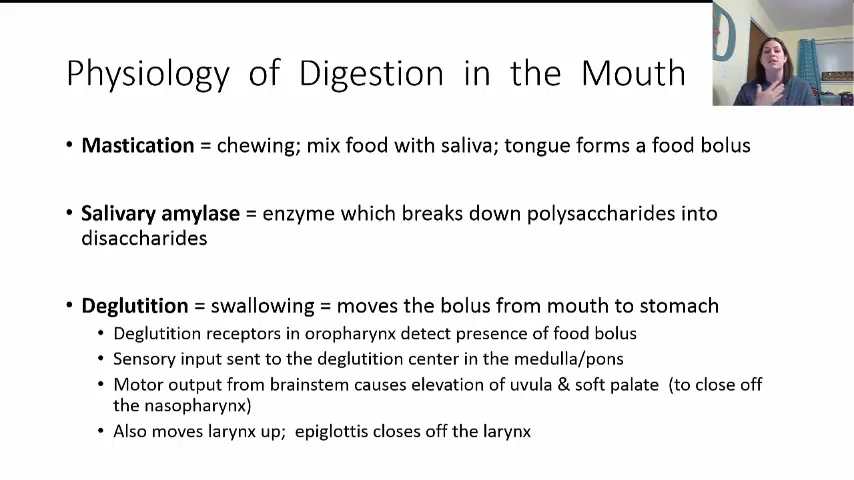 Physiology of Digestion in the Mouth
• Mastication = chewing; mix food with saliva; tongue forms a food bolus
• Salivary amylase = enzyme which breaks down polysaccharides into
disaccharides
• Deglutition = swallowing = moves the bolus from mouth to stomach
• Deglutition receptors in oropharynx detect presence of food bolus
• Sensory input sent to the deglutition center in the medulla/pons
• Motor output from brainstem causes elevation of uvula & soft palate (to close off
the nasopharynx)
• Also moves larynx up; epiglottis closes off the larynx